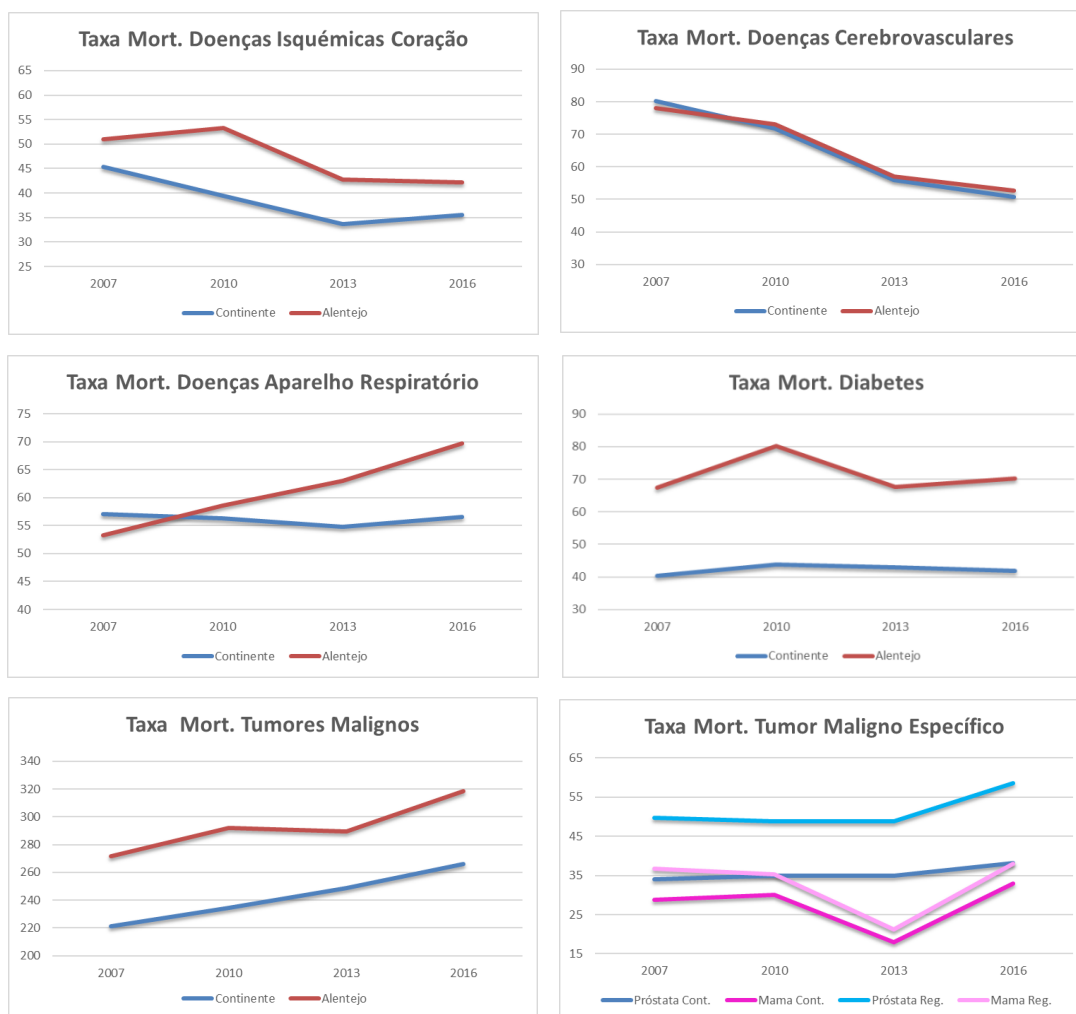 Taxa Mort. Doenças Isquémicas Coração
65
60
55
50
45
40
35
30
25
2007 2010 2013 2016
Continente Alentejo
Taxa Mort. Doenças Cerebrovasculares
90
80
70
60
50
40
30
2007 2010 2013 2016
Continente Alentejo
Taxa Mort. Doenças Aparelho Respiratório
75
70
65
60
55
50
45
40
2007 2010 2013 2016
Continente Alentejo
Taxa Mort. Diabetes
90
80
70
60
50
40
30
2007 2010 2013 2016
Continente Alentejo
Taxa Mort. Tumores Malignos
340
320
300
280
260
240
220
200
2007 2010 2013 2016
Continente Alentejo
Taxa Mort. Tumor Maligno Específico
65
55
45
35
25
15
2007 2010 2013 2016
Próstata Cont. Mama Cont. Próstata Reg. Mama Reg.